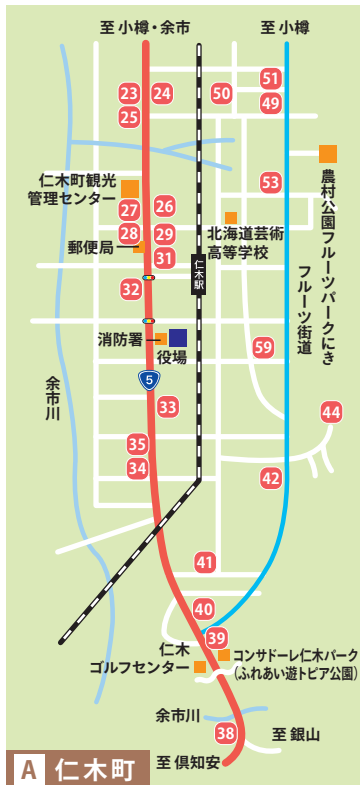 至 小樽・余市
至 小樽
23
24
25
50
51
49
仁木町観光
管理センター
27
26
53
農村公園フルーツパークにき
28
29
郵便局
31
北海道芸術
高等学校
仁木駅
32
フルーツ街道
消防署
役場
59
5
余市川
33
44
35
34
42
41
40
39
仁木
ゴルフセンター
コンサドーレ仁木パーク
(ふれあい遊トピア公園)
余市川
38
至 銀山
至 倶知安
A 仁木町